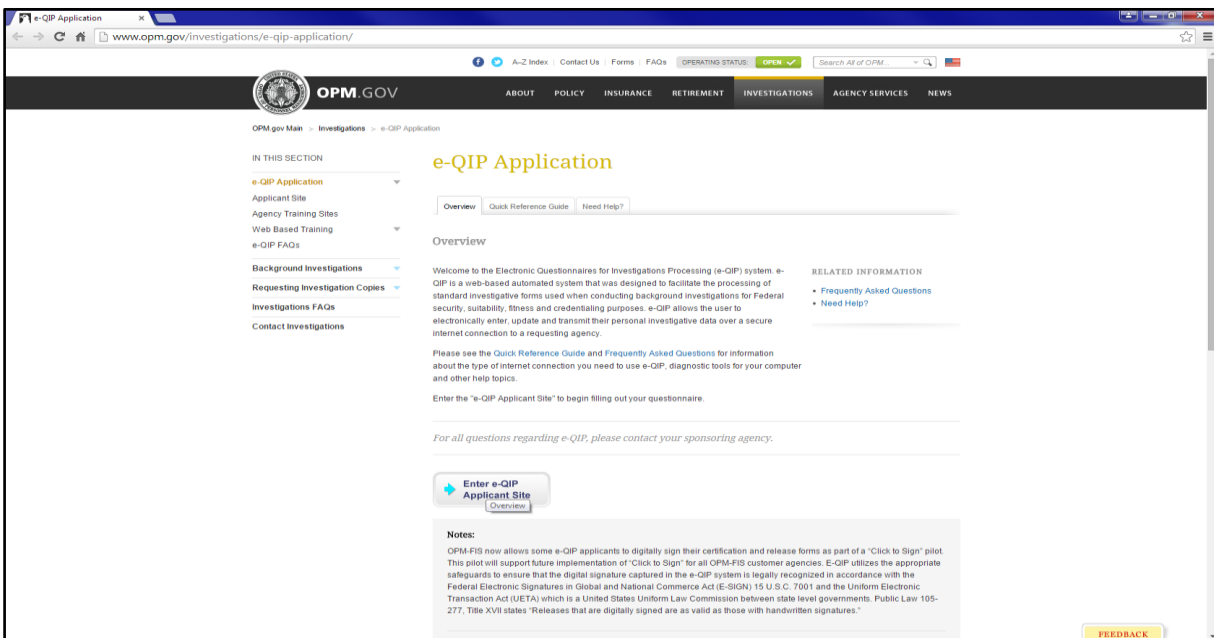 e-QIP Application
www.opm.gov/investigations/e-qip-application/
A–Z Index | Contact Us | Forms | FAQs OPERATING STATUS: OPEN Search All of OPM...
OPM.GOV
ABOUT POLICY INSURANCE RETIREMENT INVESTIGATIONS AGENCY SERVICES NEWS
OPM.gov Main > Investigations > e-QIP Application
IN THIS SECTION
e-QIP Application
Applicant Site
Agency Training Sites
Web Based Training
e-QIP FAQs
Background Investigations
Requesting Investigation Copies
Investigations FAQs
Contact Investigations
e-QIP Application
Overview Quick Reference Guide Need Help?
Overview
Welcome to the Electronic Questionnaires for Investigations Processing (e-QIP) system. e-
QIP is a web-based automated system that was designed to facilitate the processing of
standard investigative forms used when conducting background investigations for Federal
security, suitability, fitness and credentialing purposes. e-QIP allows the user to
electronically enter, update and transmit their personal investigative data over a secure
internet connection to a requesting agency.
Please see the Quick Reference Guide and Frequently Asked Questions for information
about the type of internet connection you need to use e-QIP, diagnostic tools for your computer
and other help topics.
Enter the "e-QIP Applicant Site" to begin filling out your questionnaire.
RELATED INFORMATION
• Frequently Asked Questions
• Need Help?
For all questions regarding e-QIP, please contact your sponsoring agency.
Enter e-QIP
Applicant Site
Overview
Notes:
OPM-FIS now allows some e-QIP applicants to digitally sign their certification and release forms as part of a "Click to Sign" pilot.
This pilot will support future implementation of "Click to Sign" for all OPM-FIS customer agencies. E-QIP utilizes the appropriate
safeguards to ensure that the digital signature captured in the e-QIP system is legally recognized in accordance with the
Federal Electronic Signatures in Global and National Commerce Act (E-SIGN) 15 U.S.C. 7001 and the Uniform Electronic
Transaction Act (UETA) which is a United States Uniform Law Commission between state level governments. Public Law 105-
277, Title XVII states "Releases that are digitally signed are as valid as those with handwritten signatures."
FEEDBACK